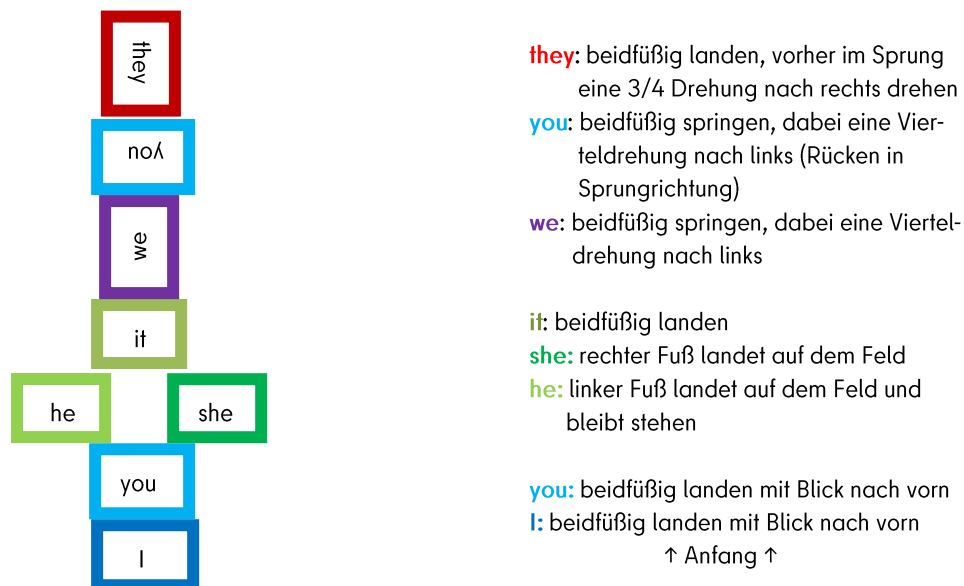 they
you
we
it
he
she
you
I
they: beidfüßig landen, vorher im Sprung
eine 3/4 Drehung nach rechts drehen
you: beidfüßig springen, dabei eine Vier-
teldrehung nach links (Rücken in
Sprungrichtung)
we: beidfüßig springen, dabei eine Viertel-
drehung nach links
it: beidfüßig landen
she: rechter Fuß landet auf dem Feld
he: linker Fuß landet auf dem Feld und
bleibt stehen
you: beidfüßig landen mit Blick nach vorn
I: beidfüßig landen mit Blick nach vorn
↑ Anfang ↑